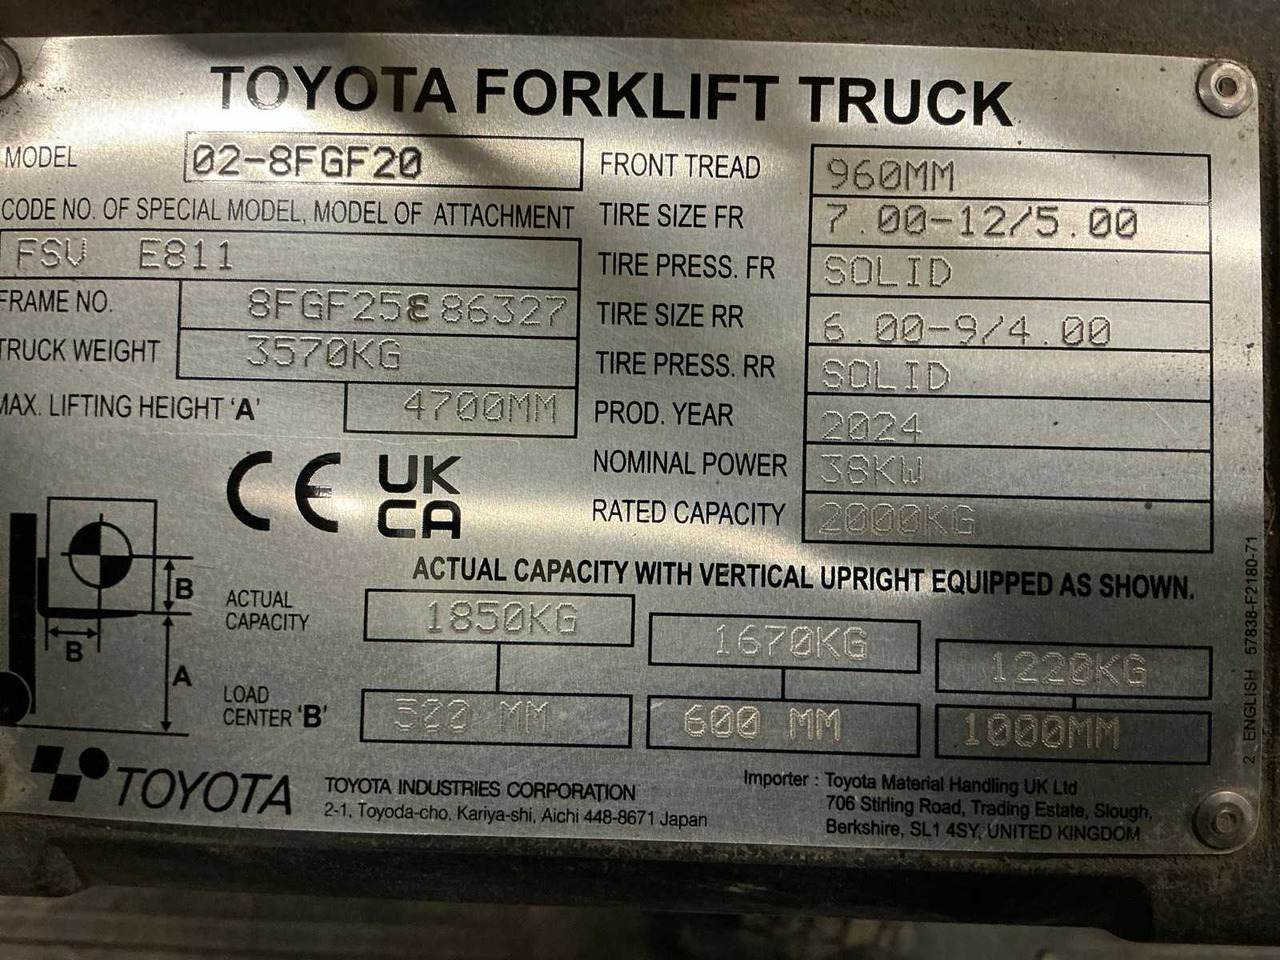 TOYOTA FORKLIFT TRUCK
MODEL 02-8FGF20
CODE NO. OF SPECIAL MODEL, MODEL OF ATTACHMENT
FSV E811
FRAME NO. 8FGF25E86327
TRUCK WEIGHT 3570KG
MAX. LIFTING HEIGHT 'A' 4700MM
FRONT TREAD 960MM
TIRE SIZE FR 7.00-12/5.00
TIRE PRESS. FR SOLID
TIRE SIZE RR 6.00-9/4.00
TIRE PRESS. RR SOLID
PROD. YEAR 2024
NOMINAL POWER 38KW
RATED CAPACITY 2000KG
CE UK
CA
ACTUAL CAPACITY WITH VERTICAL UPRIGHT EQUIPPED AS SHOWN.
B
B
A
ACTUAL
CAPACITY
1850KG 1670KG 1220KG
LOAD
CENTER 'B'
500 MM 600 MM 1000MM
TOYOTA
TOYOTA INDUSTRIES CORPORATION
2-1, Toyoda-cho, Kariya-shi, Aichi 448-8671 Japan
Importer : Toyota Material Handling UK Ltd
706 Stirling Road, Trading Estate, Slough,
Berkshire, SL1 4SY, UNITED KINGDOM
2 ENGLISH 57838-F2180-71